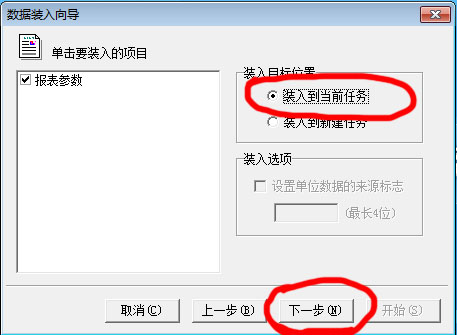 数据装入向导
单击要装入的项目
报表参数
装入目标位置
装入到当前任务
装入到新建任务
装入选项
设置单位数据的来源标志
(最长4位)
取消(C)
上一步(B)
下一步(N)
开始(S)